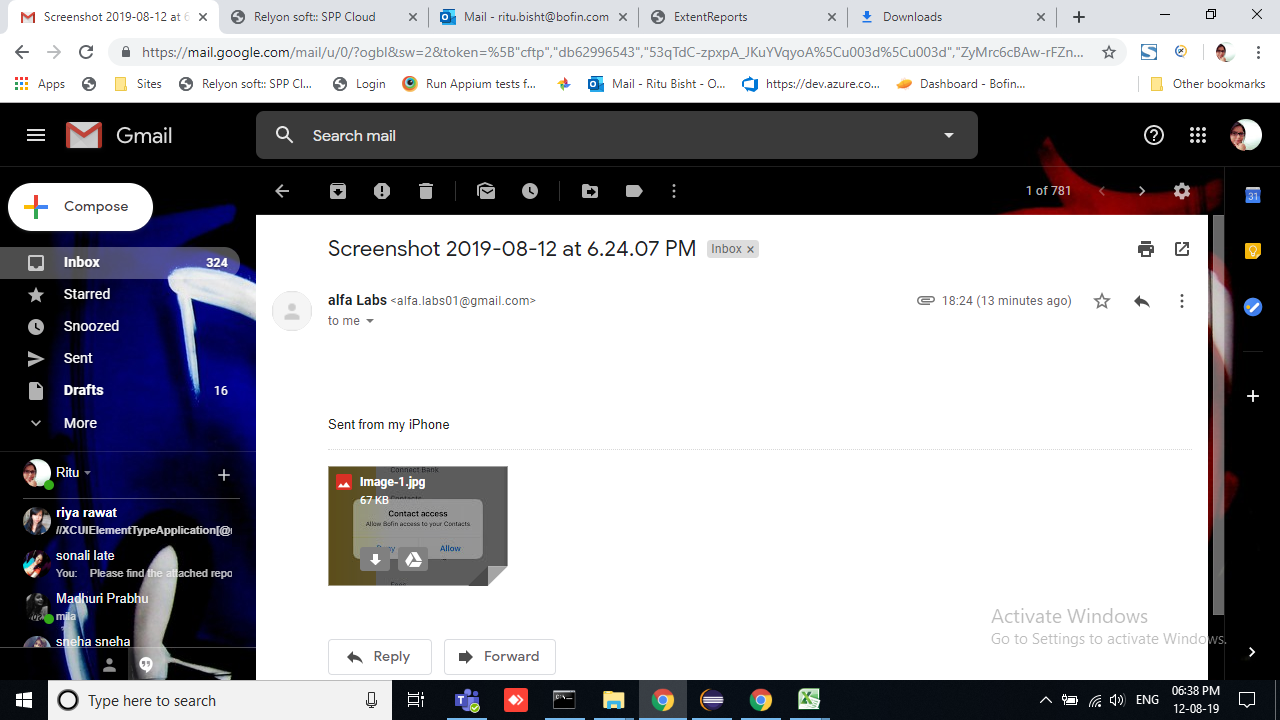 Screenshot 2019-08-12 at 6
Relyon soft:: SPP Cloud
Mail - ritu.bisht@bofin.com
ExtentReports
Downloads
https://mail.google.com/mail/u/0/?ogbl&sw=2&token=%5B"cftp","db62996543","53qTdC-zpxpA_JKuYVqyoA%5Cu003d%5Cu003d","ZyMrc6cBAw-rFZn...
Apps
Sites
Relyon soft:: SPP Cl...
Login
Run Appium tests f...
Mail - Ritu Bisht - O...
https://dev.azure.co...
Dashboard - Bofin...
Other bookmarks
Gmail
Search mail
Compose
1 of 781
31
Inbox 324
Starred
Snoozed
Sent
Drafts 16
More
Ritu
riya rawat
//XCUIElementTypeApplication[@
sonali late
You: Please find the attached repo
Madhuri Prabhu
mila
sneha sneha
Screenshot 2019-08-12 at 6.24.07 PM
Inbox ×
alfa Labs <alfa.labs01@gmail.com>
18:24 (13 minutes ago)
to me
Sent from my iPhone
Connect Bank
Image-1.jpg
Contacts
67 KB
Contact access
Allow Bofin access to your Contacts
Deny Allow
Reply
Forward
Activate Windows
Go to Settings to activate Windows.
Type here to search
ENG
06:38 PM
12-08-19